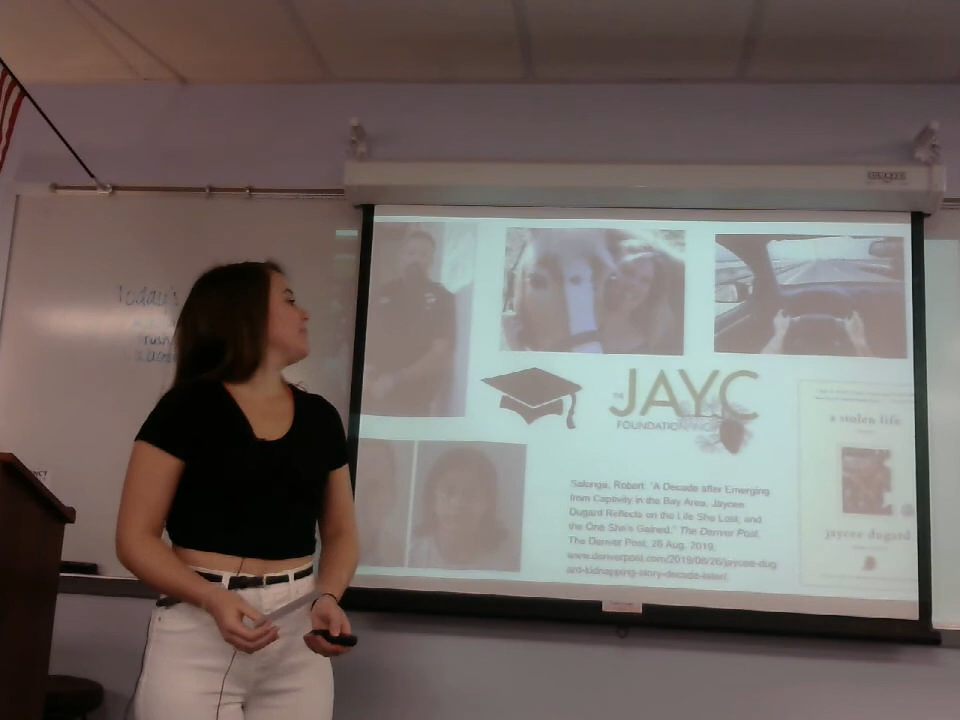 Today's
THE
JAYC
FOUNDATION INC
a stolen life
jaycee dugard
Salonga, Robert. "A Decade after Emerging
from Captivity in the Bay Area, Jaycee
Dugard Reflects on the Life She Lost, and
the One She's Gained." The Denver Post,
The Denver Post, 26 Aug. 2019,
www.denverpost.com/2019/08/26/jaycee-dug
ard-kidnapping-story-decade-later/.